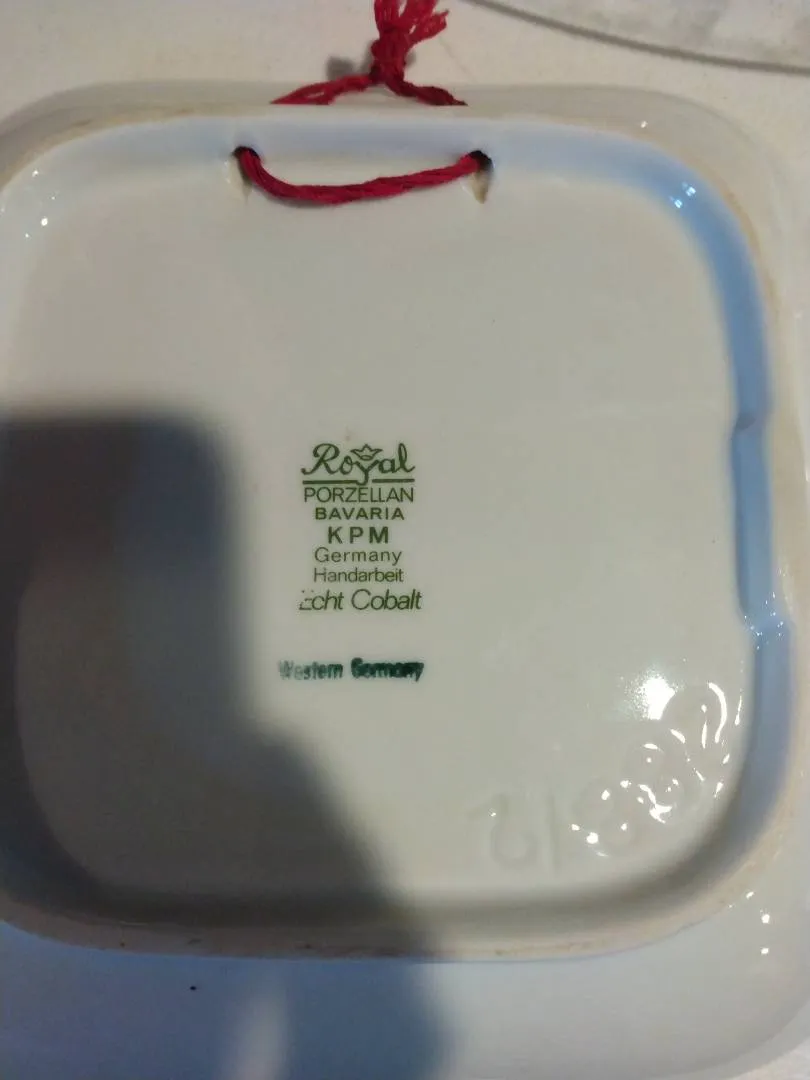 Royal
PORZELLAN
BAVARIA
KPM
Germany
Handarbeit
Echt Cobalt
Western Germany